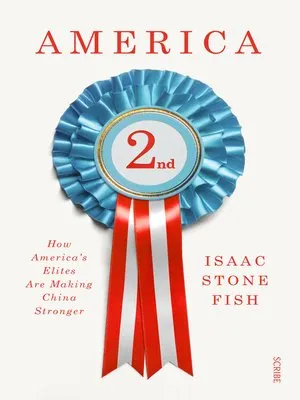 AMERICA
2nd
How
America's
Elites
Are Making
China
Stronger
ISAAC
STONE
FISH
SCRIBE